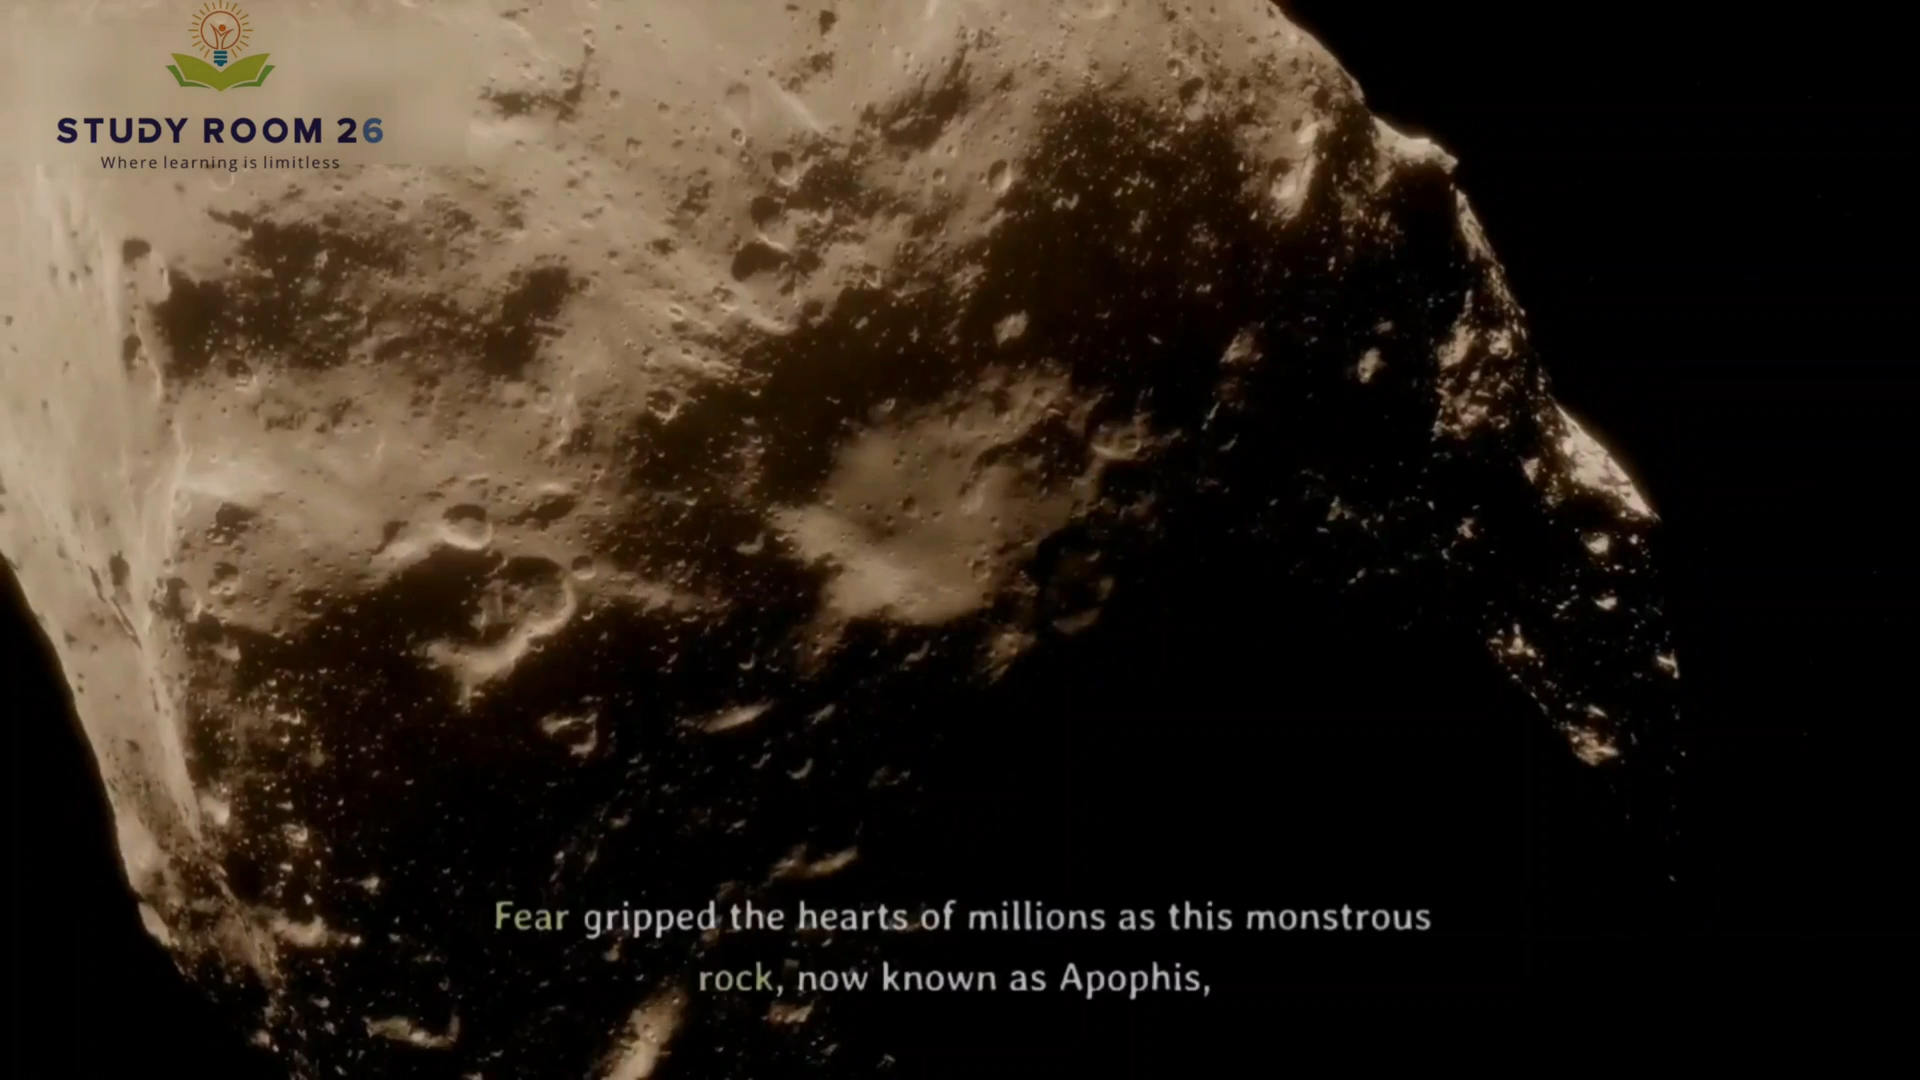 STUDY ROOM 26
Where learning is limitless
Fear gripped the hearts of millions as this monstrous
rock, now known as Apophis,